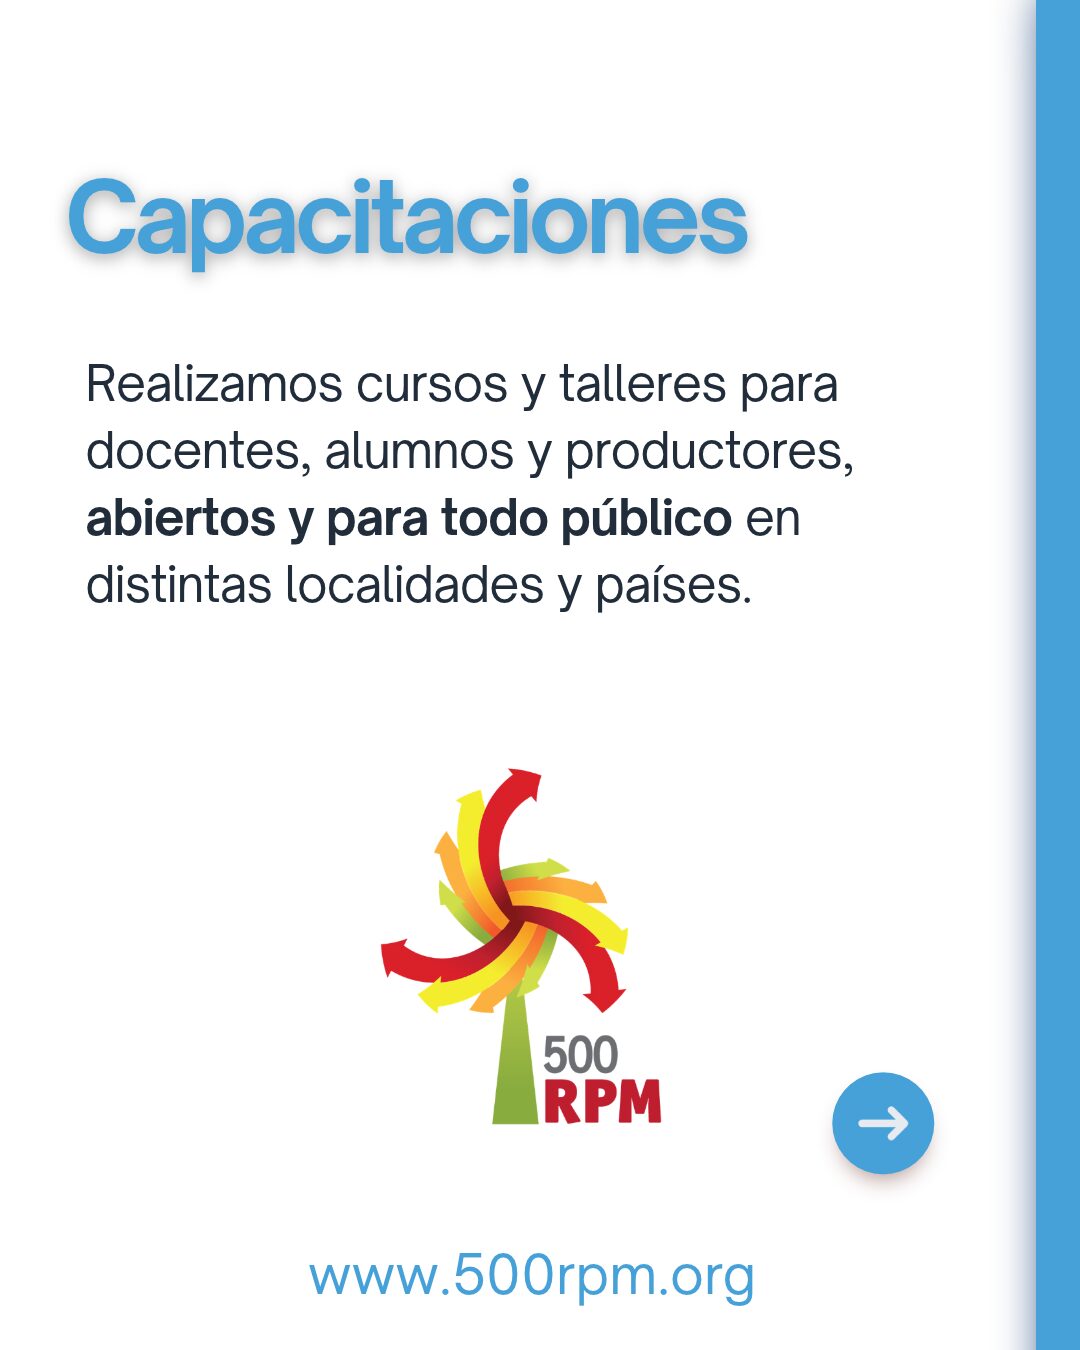 Capacitaciones
Realizamos cursos y talleres para
docentes, alumnos y productores,
abiertos y para todo público en
distintas localidades y países.
500
RPM
www.500rpm.org